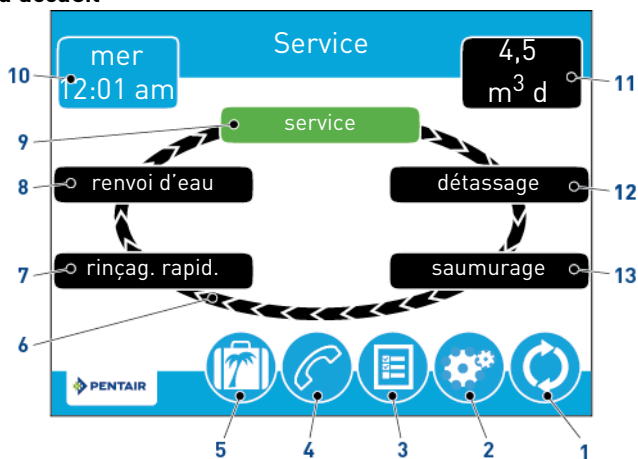 d'accueil
mer
12:01 am
Service
4,5
m³ d
10
11
service
9
renvoi d'eau
détassage
8
12
rinçag. rapid.
saumurage
7
13
6
PENTAIR
5
4
3
2
1